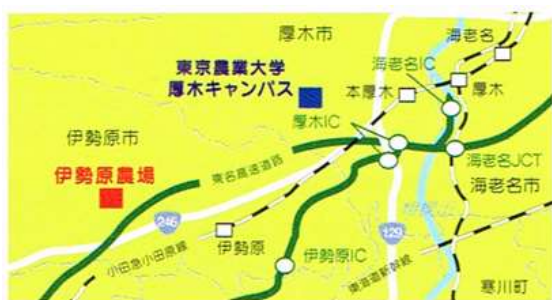 厚木市
海老名
海老名IC
東京農業大学
厚木キャンパス
本厚木
厚木
厚木IC
伊勢原市
東名高速道路
海老名JCT
伊勢原農場
海老名市
246
伊勢原
129
伊勢原IC
小田急小田原線
東海道新幹線
寒川町